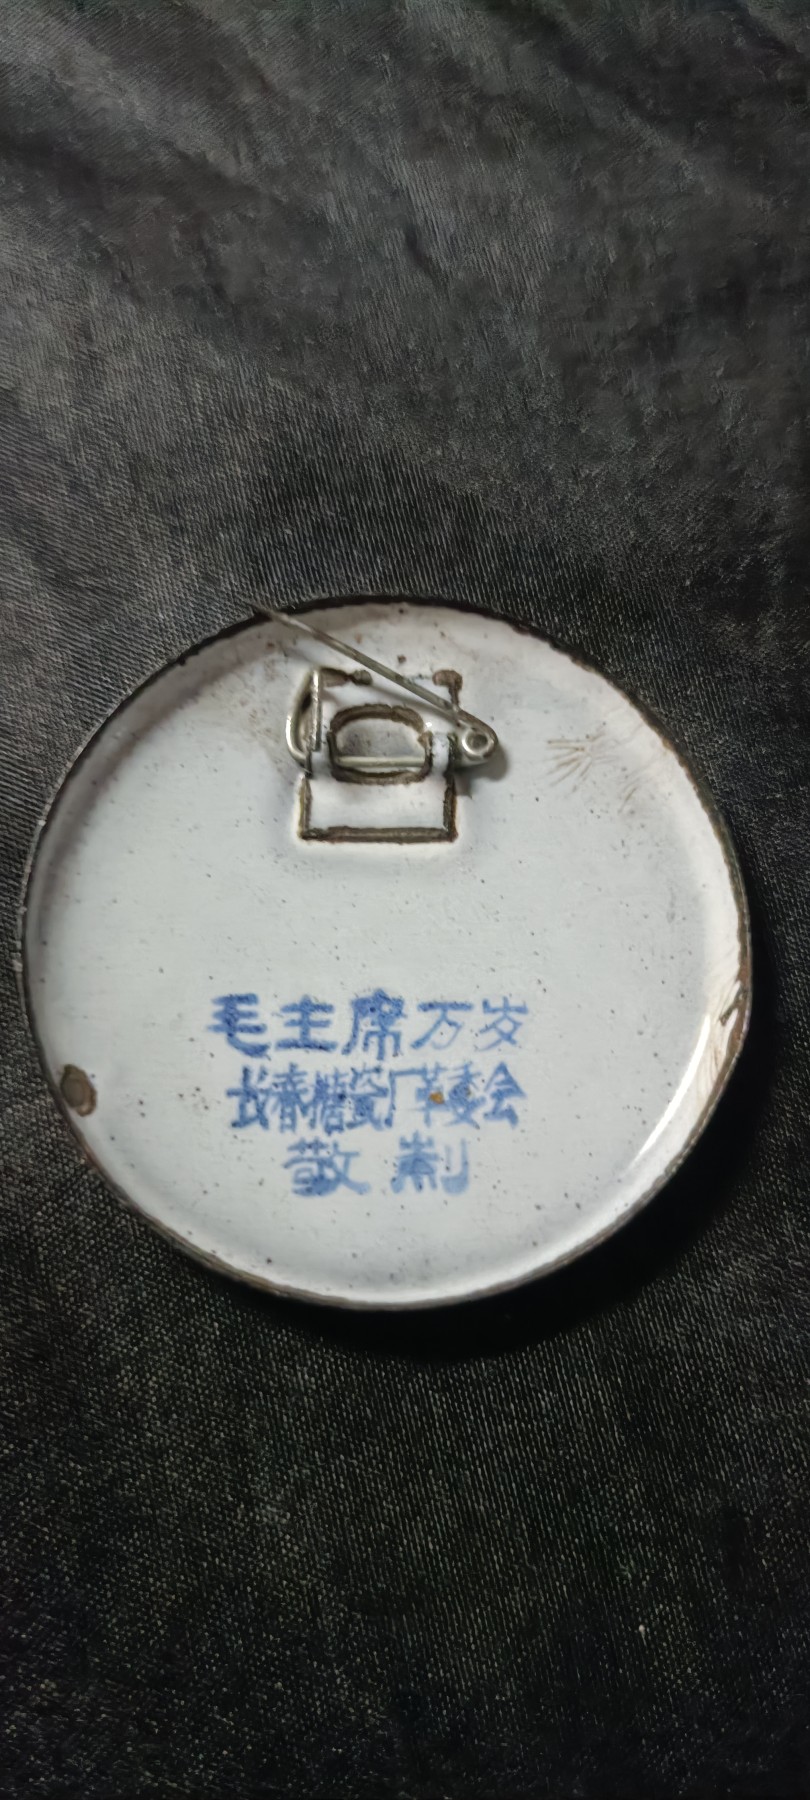 毛主席万岁
长春搪瓷厂革委会
敬制